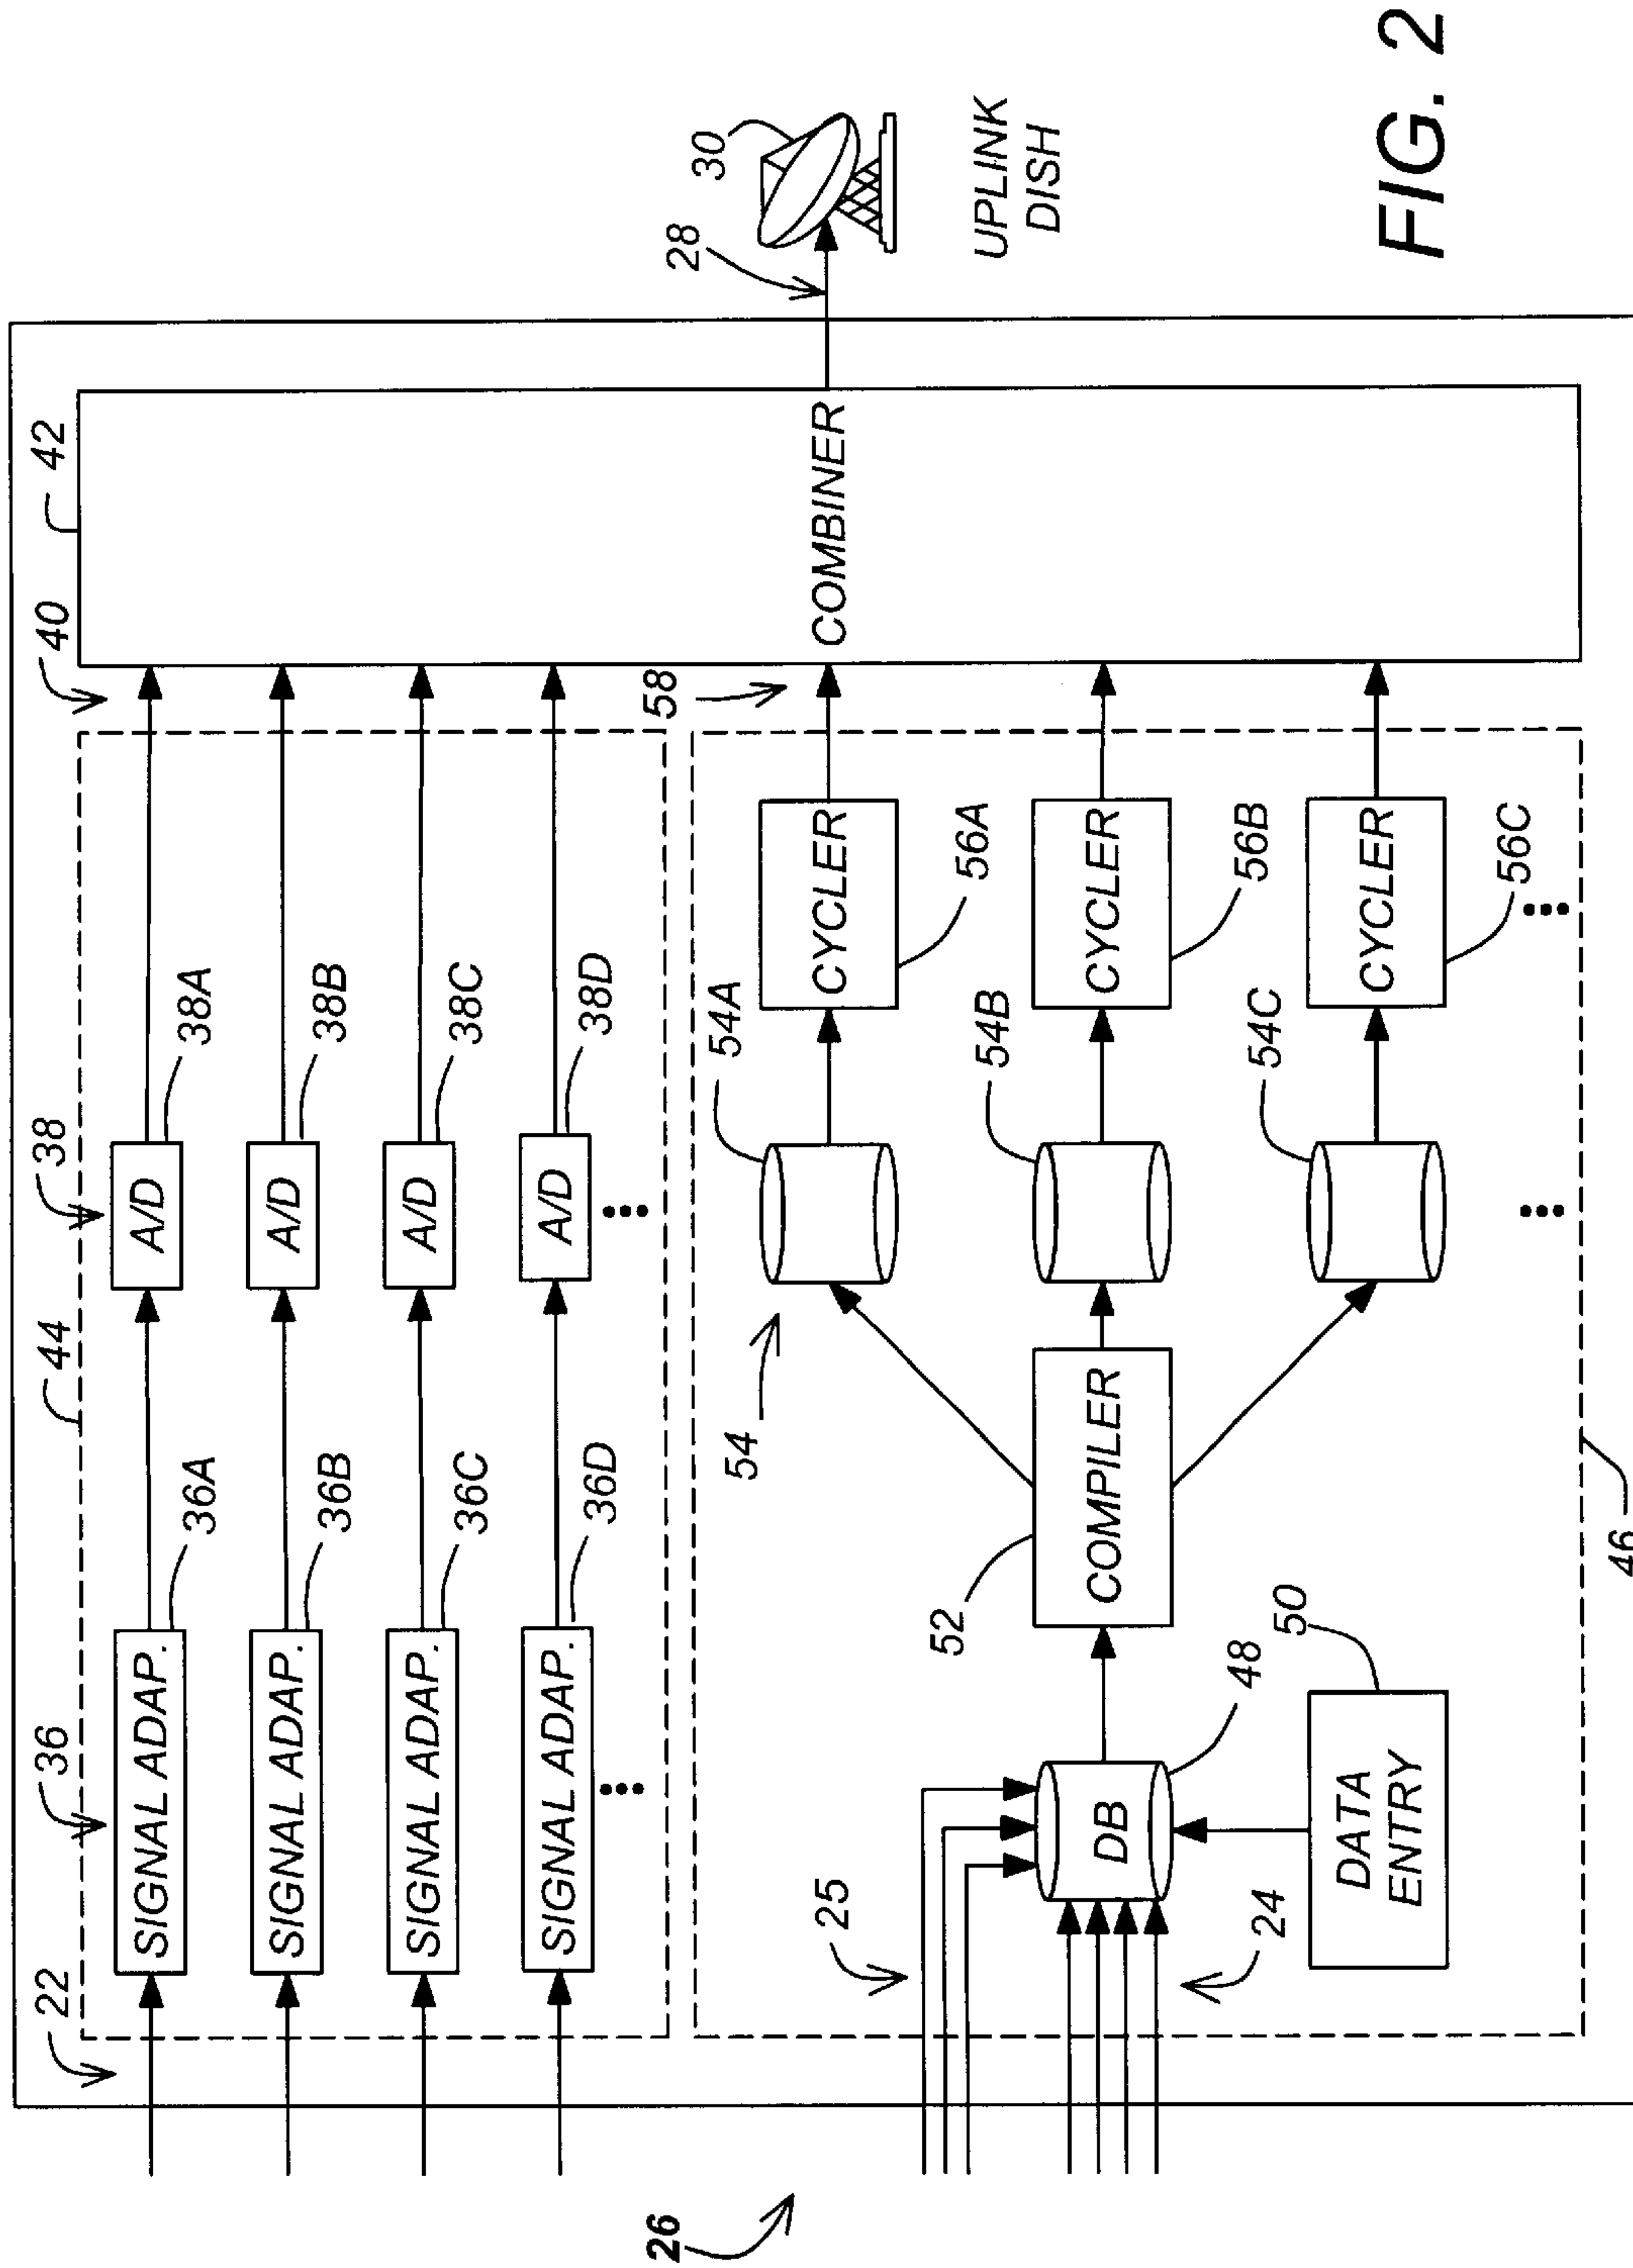 22
36
44
38
40
42
SIGNAL ADAP.
36A
A/D
38A
SIGNAL ADAP.
36B
A/D
38B
SIGNAL ADAP.
36C
A/D
38C
SIGNAL ADAP.
36D
A/D
38D
26
25
24
DB
48
DATA
ENTRY
50
52
COMPILER
54
54A
54B
54C
CYCLER
56A
CYCLER
56B
CYCLER
56C
58
46
COMBINER
28
30
UPLINK
DISH
FIG. 2